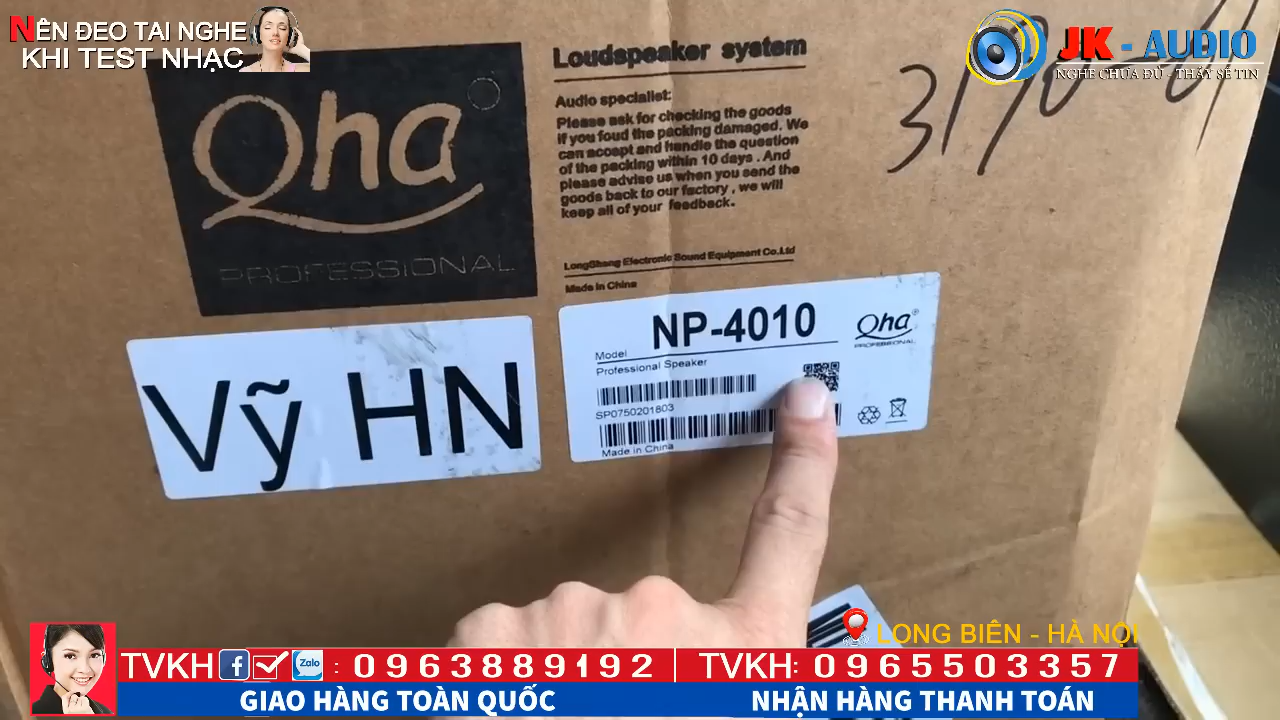 NÊN ĐEO TAI NGHE
KHI TEST NHẠC
JK - AUDIO
NGHE CHƯA ĐỦ - THẤY SẼ TIN
Qha
PROFESSIONAL
Loudspeaker system
Audio specialist:
Please ask for checking the goods
if you foud the packing damaged. We
can accept and handle the question
of the packing within 10 days . And
please advise us when you send the
goods back to our factory , we will
keep all of your feedback.
Electronic Sound Equipment Co.Ltd
Made in China
Vỹ HN
Model NP-4010
Professional Speaker
Qha
PROFESSIONAL
SP0750201803
Made in China
LONG BIÊN - HÀ NỘI
TVKH Zalo : 0963889192 | TVKH: 0965503357
GIAO HÀNG TOÀN QUỐC
NHẬN HÀNG THANH TOÁN